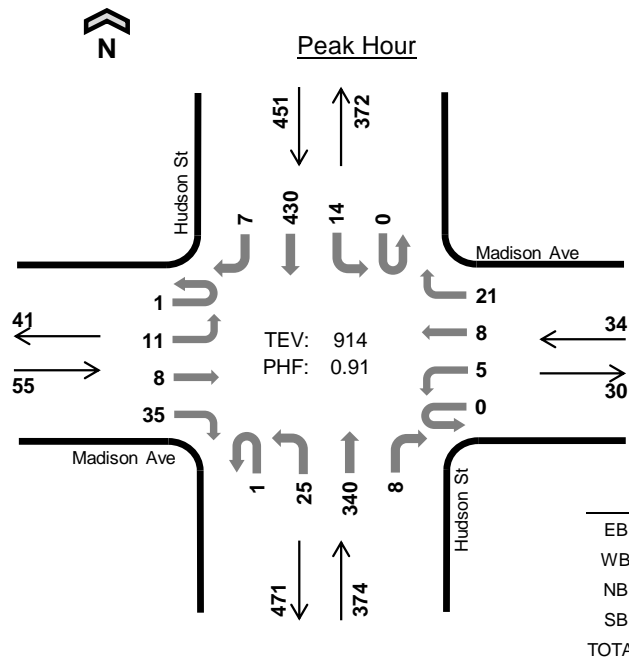 N
Peak Hour
451
372
Hudson St
7
430
14
0
Madison Ave
1
21
41
11
TEV: 914
8
34
55
8
PHF: 0.91
5
30
35
0
Madison Ave
1
25
340
8
Hudson St
471
374
EB
WB
NB
SB
TOTA